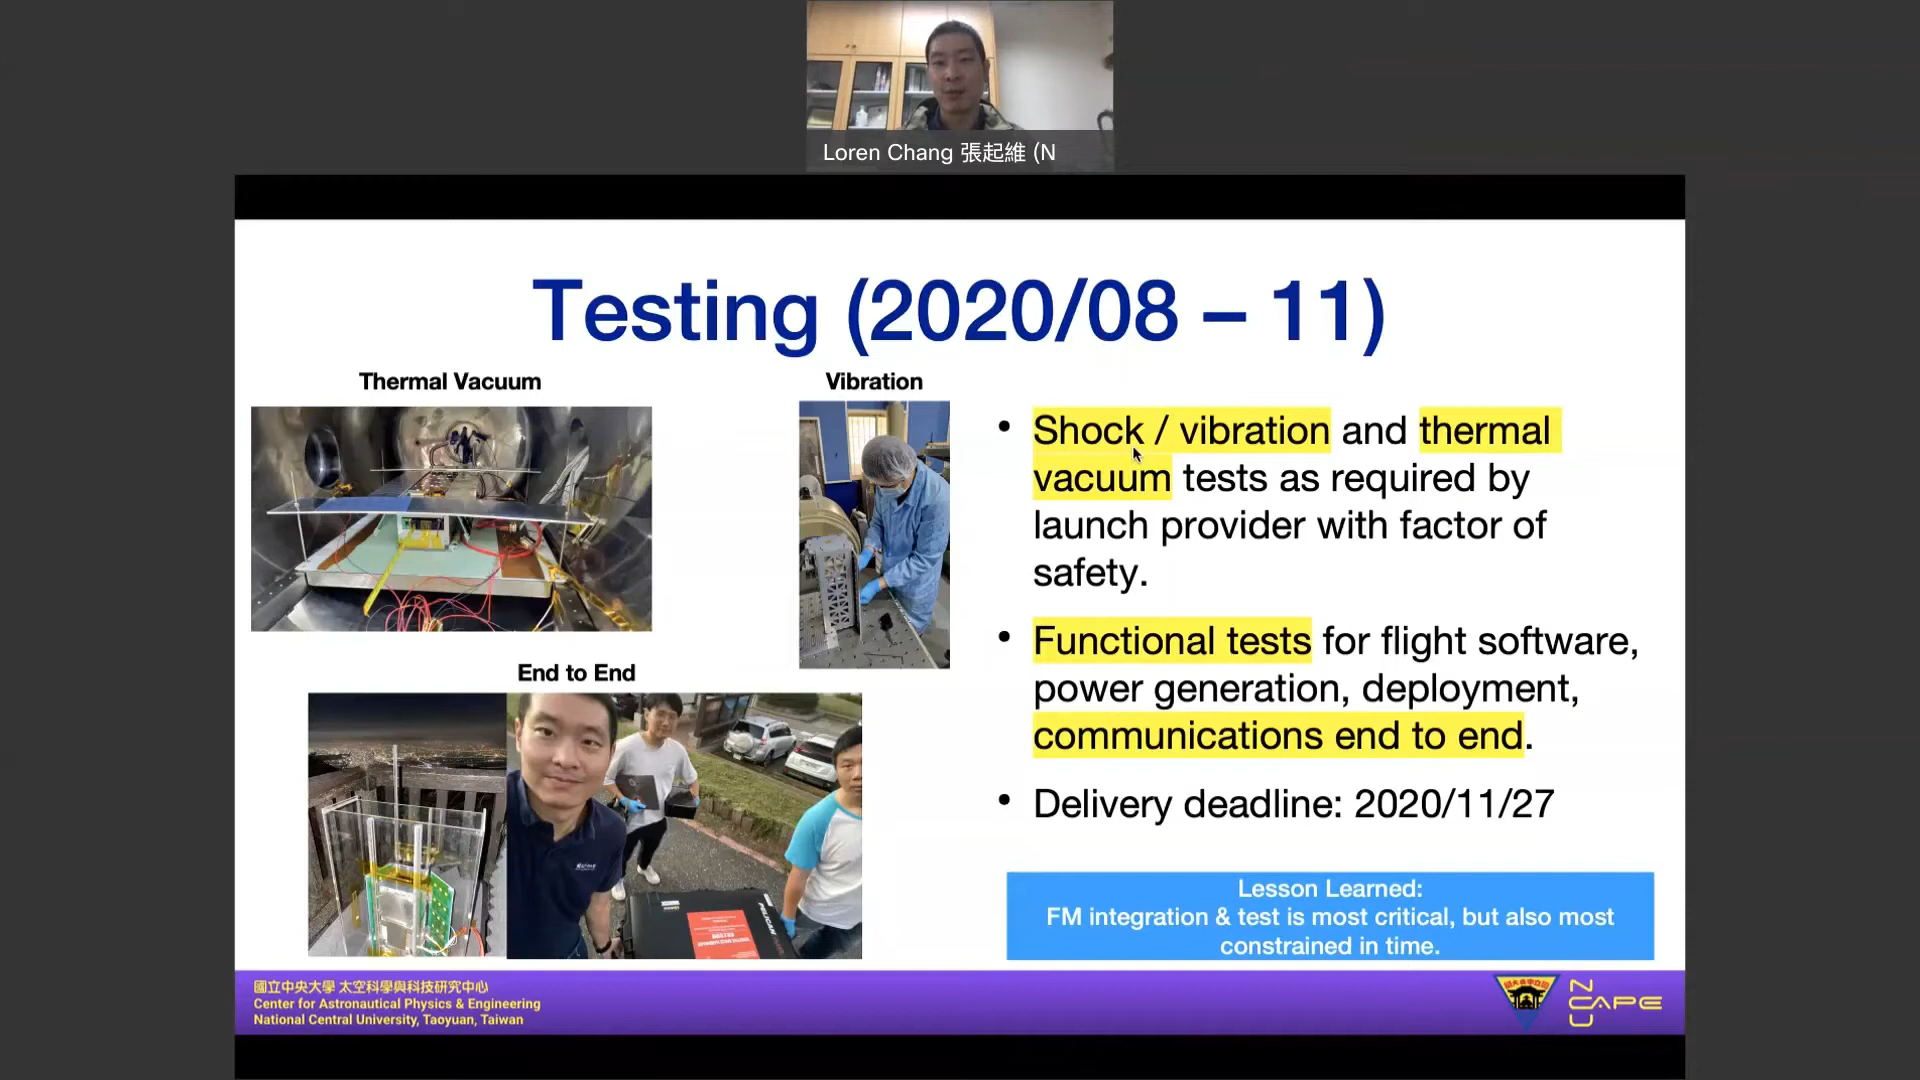 Loren Chang 張起維 (N
Testing (2020/08 – 11)
Thermal Vacuum
Vibration
• Shock / vibration and thermal
vacuum tests as required by
launch provider with factor of
safety.
End to End
• Functional tests for flight software,
power generation, deployment,
communications end to end.
• Delivery deadline: 2020/11/27
PELICAN
Lesson Learned:
FM integration & test is most critical, but also most
constrained in time.
國立中央大學 太空科學與科技研究中心
Center for Astronautical Physics & Engineering
National Central University, Taoyuan, Taiwan
NCU
CAPE